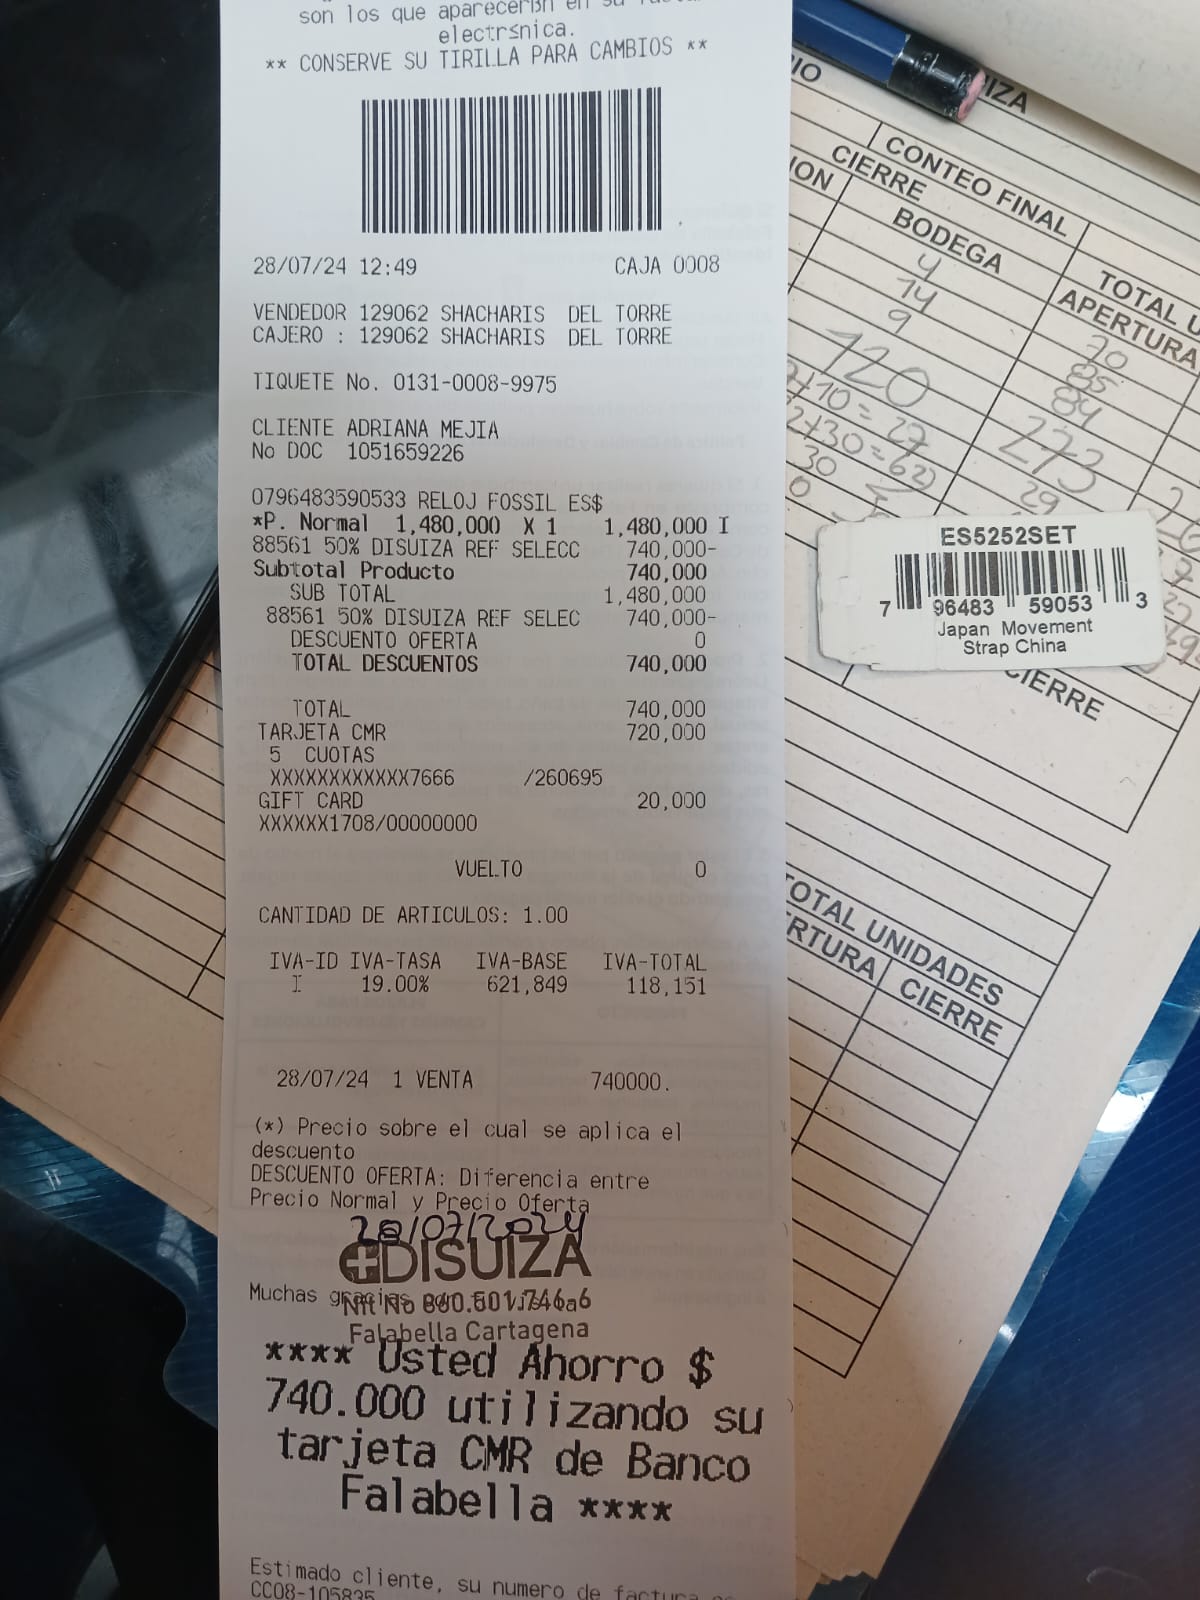 son los que aparecerßn en su
electr≤nica.
** CONSERVE SU TIRILLA PARA CAMBIOS **
28/07/24 12:49 CAJA 0008
VENDEDOR 129062 SHACHARIS DEL TORRE
CAJERO : 129062 SHACHARIS DEL TORRE
TIQUETE No. 0131-0008-9975
CLIENTE ADRIANA MEJIA
No DOC 1051659226
0796483590533 RELOJ FOSSIL ES$
*P. Normal 1,480,000 X 1 1,480,000 I
88561 50% DISUIZA REF SELECC 740,000-
Subtotal Producto 740,000
SUB TOTAL 1,480,000
88561 50% DISUIZA REF SELEC 740,000-
DESCUENTO OFERTA 0
TOTAL DESCUENTOS 740,000
TOTAL 740,000
TARJETA CMR 720,000
5 CUOTAS
XXXXXXXXXXXX7666 /260695
GIFT CARD 20,000
XXXXXX1708/00000000
VUELTO 0
CANTIDAD DE ARTICULOS: 1.00
IVA-ID IVA-TASA IVA-BASE IVA-TOTAL
I 19.00% 621,849 118,151
28/07/24 1 VENTA 740000.
(*) Precio sobre el cual se aplica el
descuento
DESCUENTO OFERTA: Diferencia entre
Precio Normal y Precio Oferta
28/07/2024
DISUIZA
Muchas gracias
Nit No
Falabella Cartagena
**** Usted Ahorro $
740.000 utilizando su
tarjeta CMR de Banco
Falabella ****
Estimado cliente, su numero de factura
CC08-105835
CONTEO FINAL
CIERRE
BODEGA
TOTAL U
APERTURA
4
14
9
120
70
85
84
273
29
30
0
ES5252SET
7 96483 59053 3
Japan Movement
Strap China
CIERRE
TOTAL UNIDADES
CIERRE